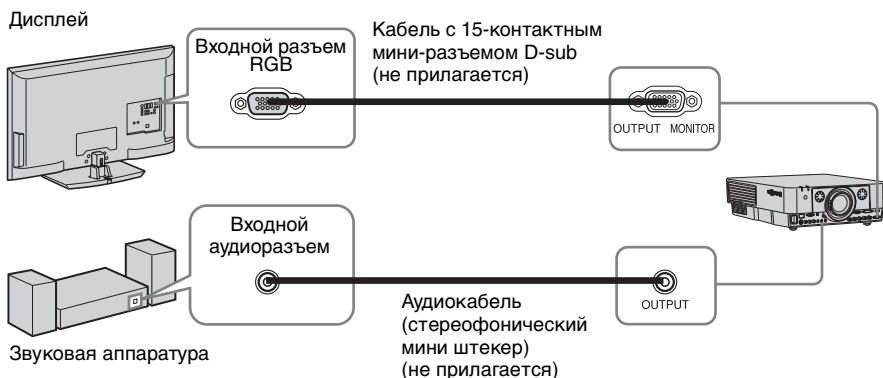 Дисплей
Входной разъем
RGB
Кабель с 15-контактным
мини-разъемом D-sub
(не прилагается)
OUTPUT MONITOR
Входной
аудиоразъем
OUTPUT
Аудиокабель
(стереофонический
мини штекер)
(не прилагается)
Звуковая аппаратура